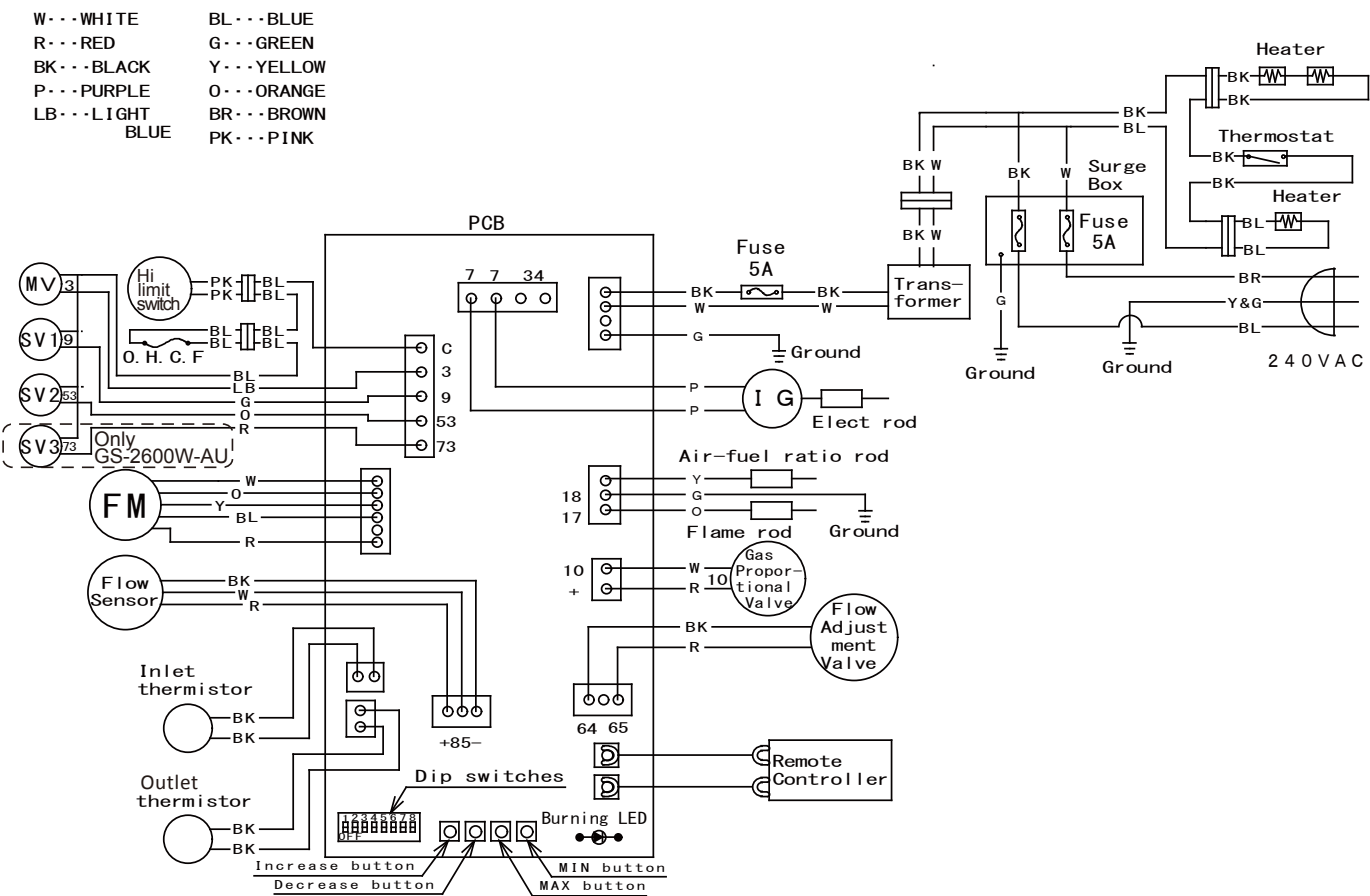 W···WHITE BL···BLUE
R···RED G···GREEN
BK···BLACK Y···YELLOW
P···PURPLE O···ORANGE
LB···LIGHT BLUE BR···BROWN
PK···PINK
Heater
BK
BK
BK
BL
Thermostat
BK
BK
Heater
BL
BL
BK W
BK
W
Surge Box
Fuse 5A
BK W
Trans-
former
G
Ground
BR
Y&G
BL
Ground
240VAC
PCB
7 7 34
Fuse
5A
BK BK
W W
G
Ground
P
P
IG
Elect rod
MV 3
Hi
limit
switch
PK BL
PK BL
SV1 9
BL BL
BL BL
O.H.C.F
C
3
9
53
73
BL
LB
G
O
R
SV2 53
SV3 73
Only
GS-2600W-AU
FM
W
O
Y
BL
R
Air-fuel ratio rod
18
17
Y
G
O
Flame rod
Ground
10
+
W
R
10
Gas
Propor-
tional
Valve
Flow
Sensor
BK
W
R
BK
R
Flow
Adjust
ment
Valve
64 65
Inlet
thermistor
BK
BK
+85-
Remote
Controller
Outlet
thermistor
BK
BK
Dip switches
12345678
OFF
Burning LED
Increase button
Decrease button
MIN button
MAX button